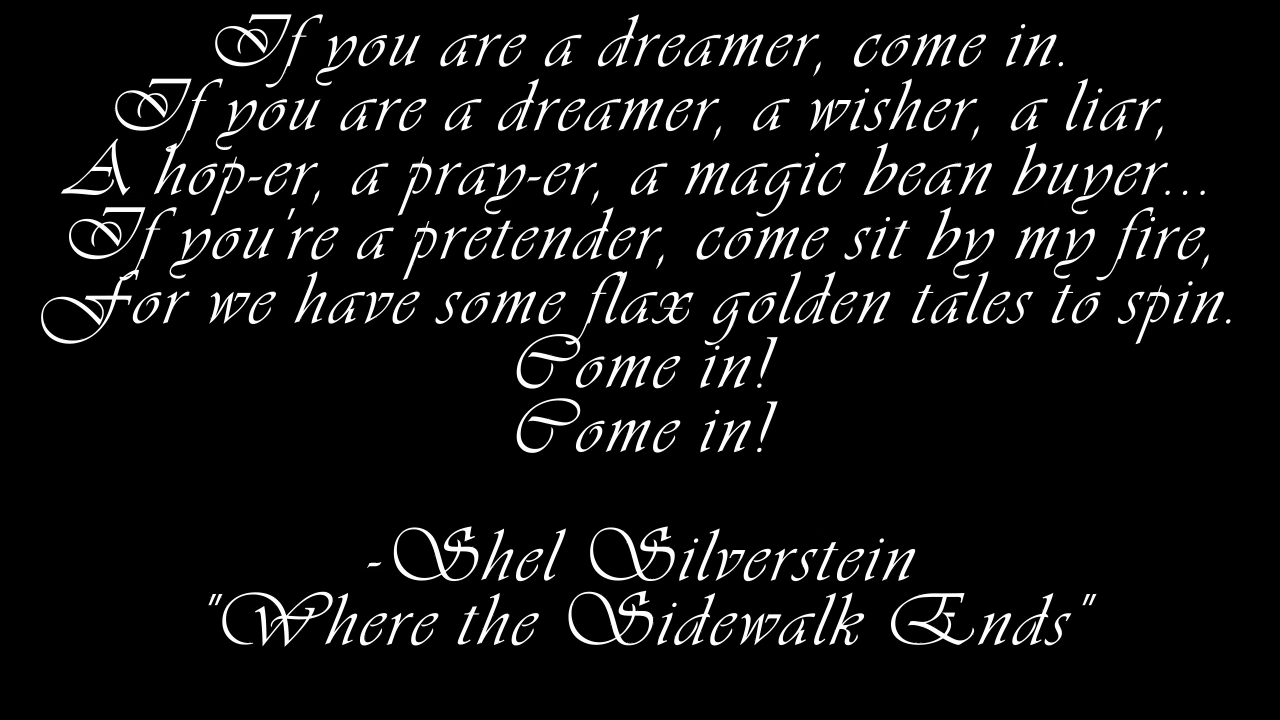 If you are a dreamer, come in.
If you are a dreamer, a wisher, a liar,
A hop-er, a pray-er, a magic bean buyer...
If you're a pretender, come sit by my fire,
For we have some flax golden tales to spin.
Come in!
Come in!
-Shel Silverstein
"Where the Sidewalk Ends"